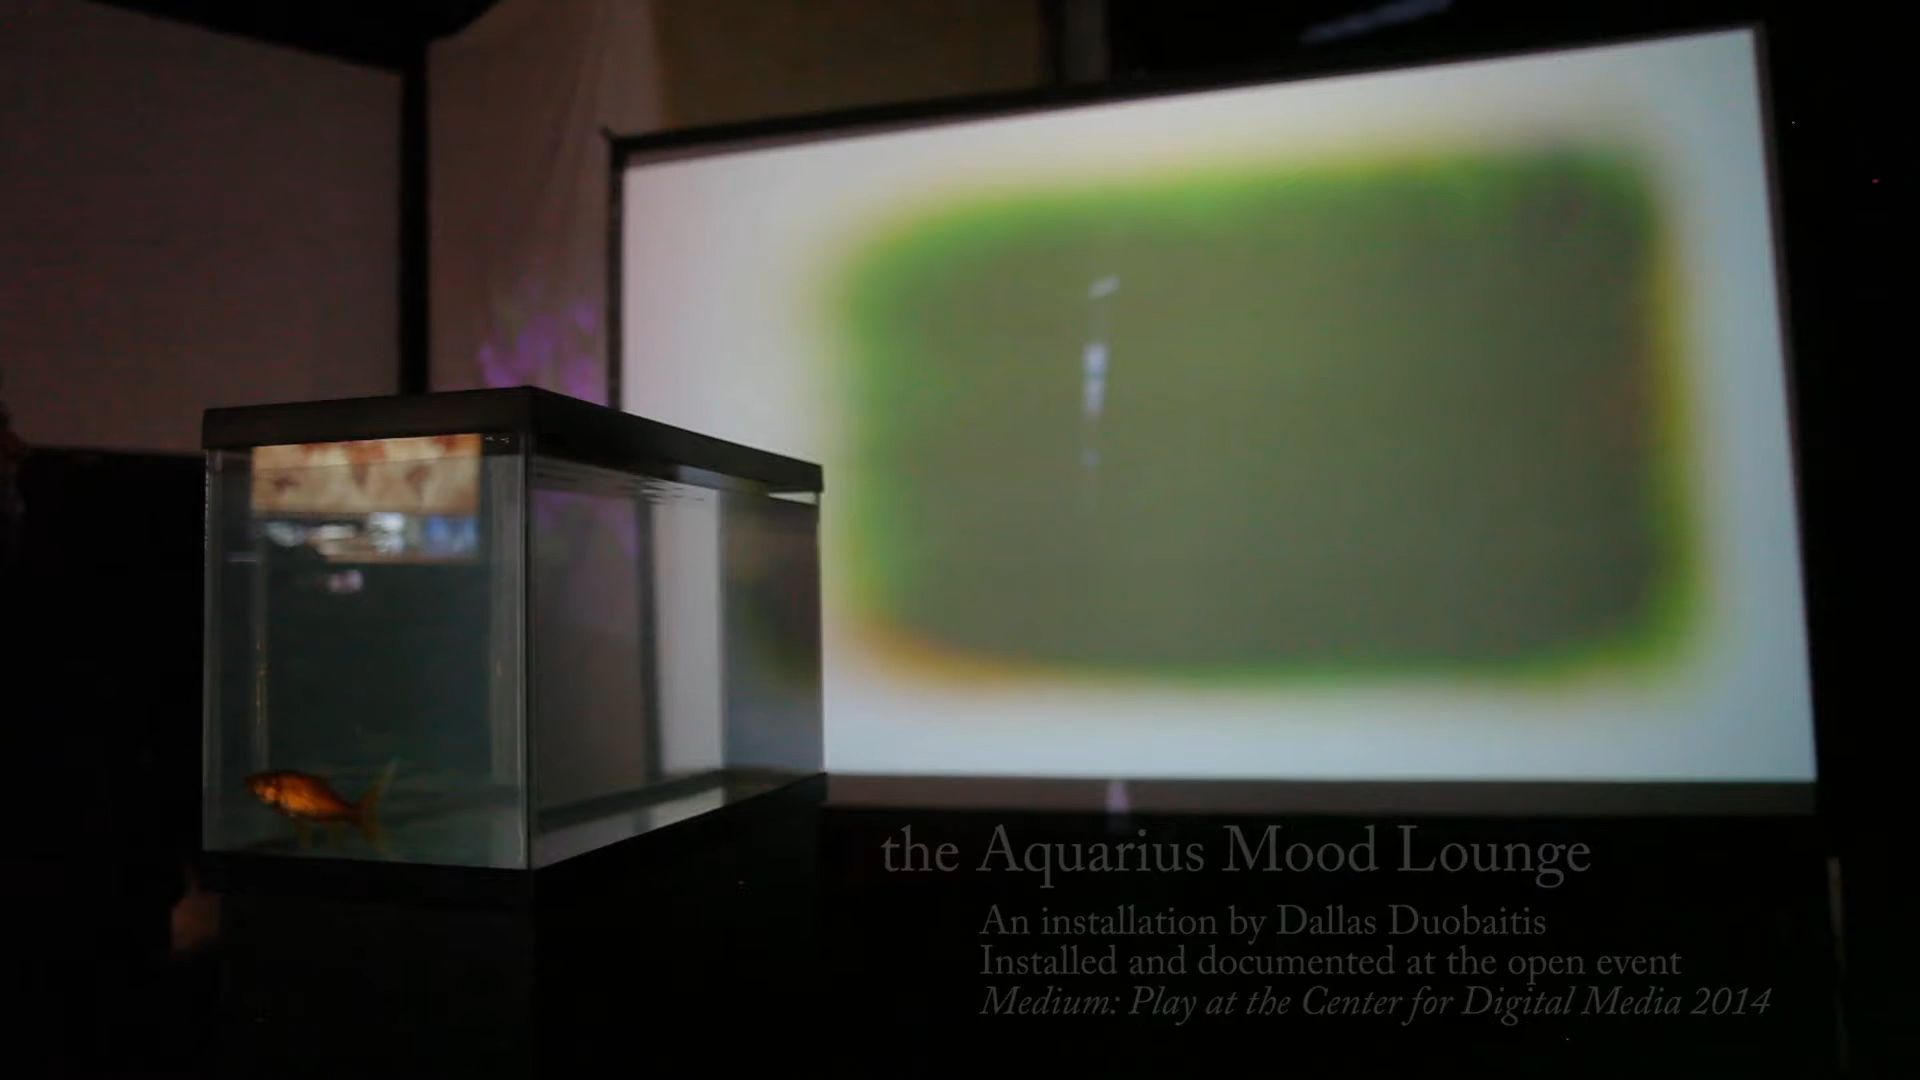 the Aquarius Mood Lounge
An installation by Dallas Duobaitis
Installed and documented at the open event
Medium: Play at the Center for Digital Media 2014